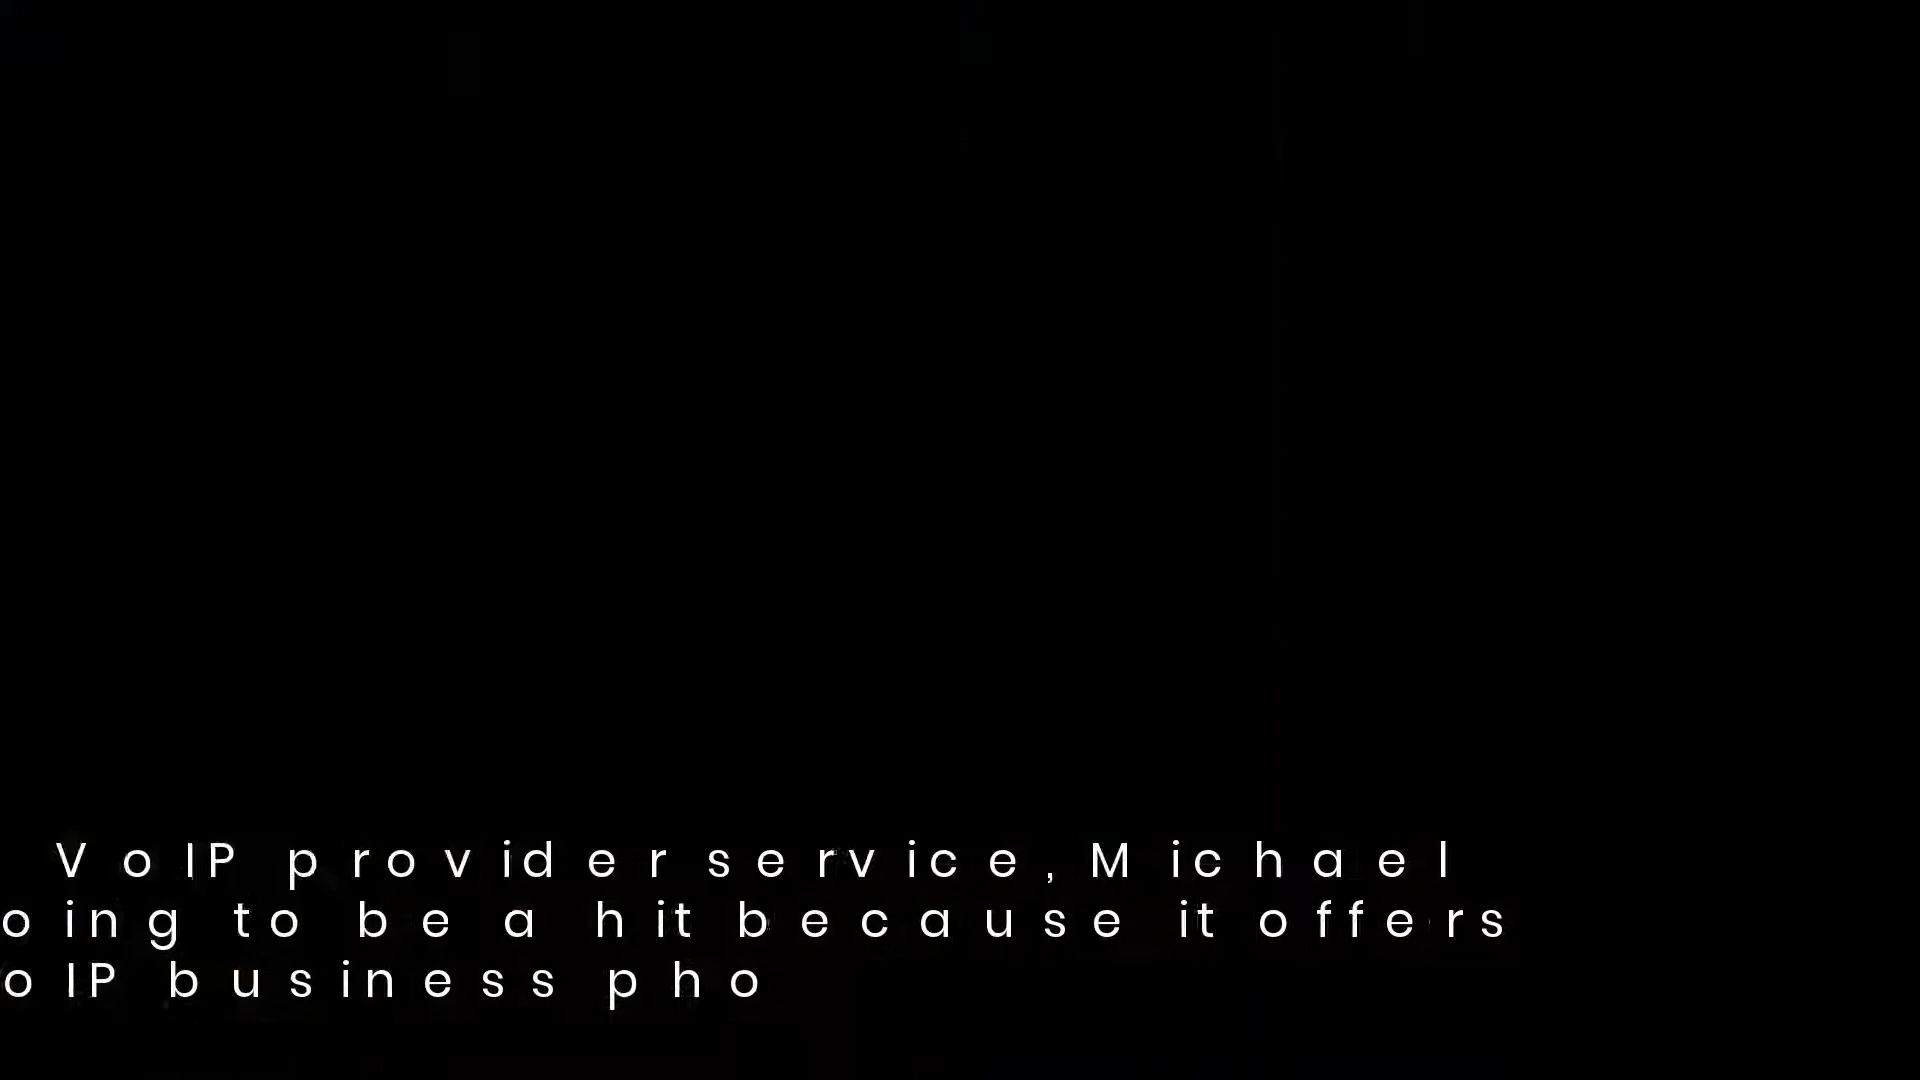 VoIP provider service, Michael
oing to be a hit because it offers
oIP business pho